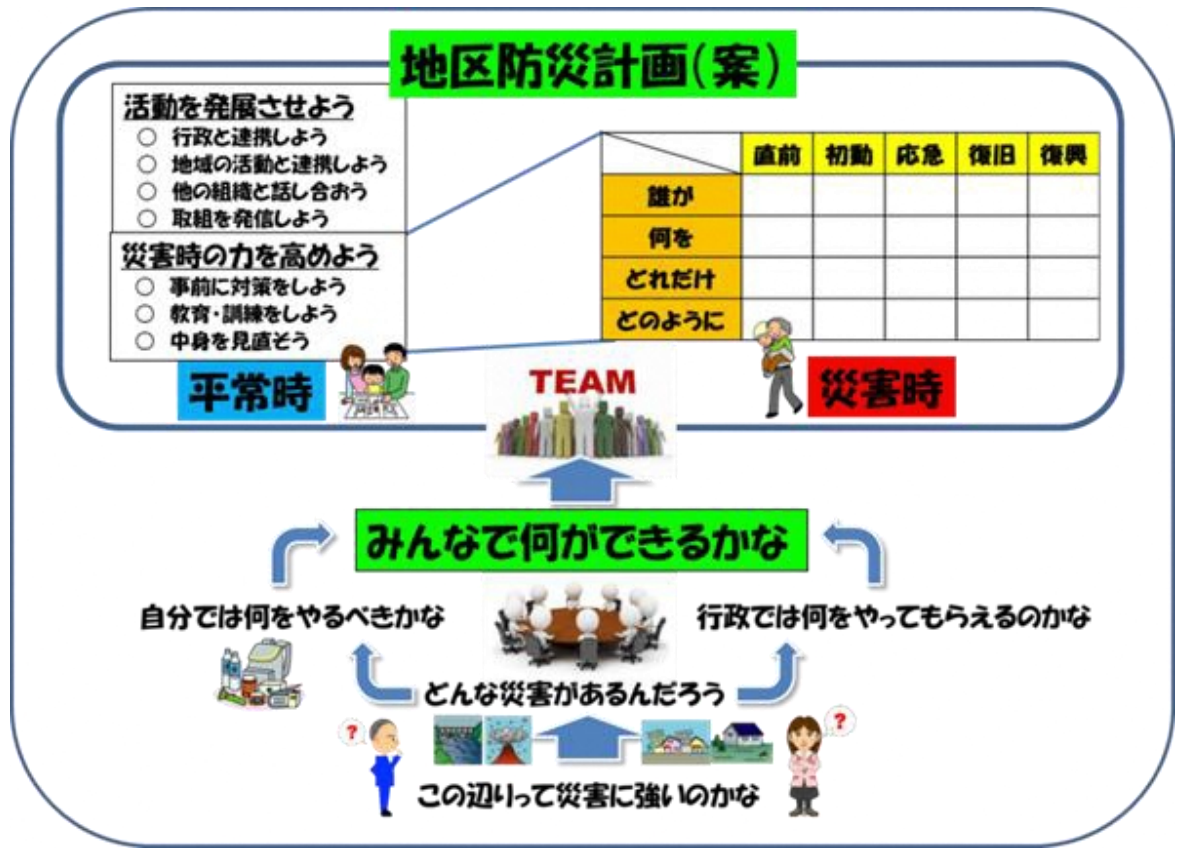 地区防災計画(案)
活動を発展させよう
○ 行政と連携しよう
○ 地域の活動と連携しよう
○ 他の組織と話し合おう
○ 取組を発信しよう
災害時の力を高めよう
○ 事前に対策をしよう
○ 教育・訓練をしよう
○ 中身を見直そう
平常時
直前 初動 応急 復旧 復興
誰が
何を
どれだけ
どのように
災害時
TEAM
みんなで何ができるかな
自分では何をやるべきかな
行政では何をやってもらえるのかな
どんな災害があるんだろう
?
?
この辺りって災害に強いのかな